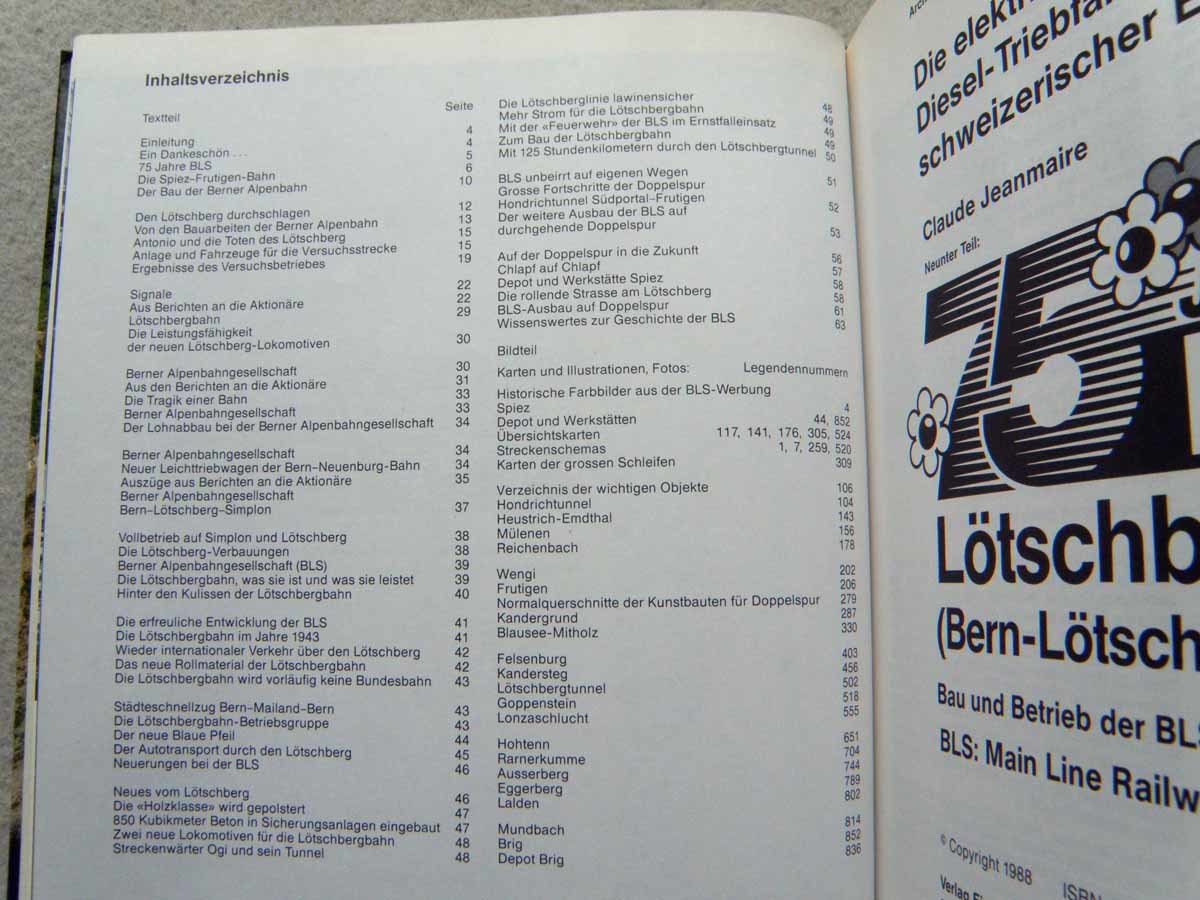 Inhaltsverzeichnis
Textteil Seite
Einleitung 4
Ein Dankeschön ... 4
75 Jahre BLS 5
Die Spiez–Frutigen-Bahn 6
Der Bau der Berner Alpenbahn 10
Den Lötschberg durchschlagen 12
Von den Bauarbeiten der Berner Alpenbahn 13
Antonio und die Toten des Lötschberg 15
Anlage und Fahrzeuge für die Versuchsstrecke 15
Ergebnisse des Versuchsbetriebes 19
Signale 22
Aus Berichten an die Aktionäre 22
Lötschbergbahn 29
Die Leistungsfähigkeit
der neuen Lötschberg-Lokomotiven 30
Berner Alpenbahngesellschaft 30
Aus den Berichten an die Aktionäre 31
Die Tragik einer Bahn 33
Berner Alpenbahngesellschaft 33
Der Lohnabbau bei der Berner Alpenbahngesellschaft 34
Berner Alpenbahngesellschaft 34
Neuer Leichttriebwagen der Bern–Neuenburg-Bahn 34
Auszüge aus Berichten an die Aktionäre 35
Berner Alpenbahngesellschaft
Bern–Lötschberg–Simplon 37
Vollbetrieb auf Simplon und Lötschberg 38
Die Lötschberg-Verbauungen 38
Berner Alpenbahngesellschaft (BLS) 39
Die Lötschbergbahn, was sie ist und was sie leistet 39
Hinter den Kulissen der Lötschbergbahn 40
Die erfreuliche Entwicklung der BLS 41
Die Lötschbergbahn im Jahre 1943 41
Wieder internationaler Verkehr über den Lötschberg 42
Das neue Rollmaterial der Lötschbergbahn 42
Die Lötschbergbahn wird vorläufig keine Bundesbahn 43
Städteschnellzug Bern–Mailand–Bern 43
Die Lötschbergbahn-Betriebsgruppe 43
Der neue Blaue Pfeil 44
Der Autotransport durch den Lötschberg 45
Neuerungen bei der BLS 46
Neues vom Lötschberg 46
Die «Holzklasse» wird gepolstert 47
850 Kubikmeter Beton in Sicherungsanlagen eingebaut 47
Zwei neue Lokomotiven für die Lötschbergbahn 48
Streckenwärter Ogi und sein Tunnel 48
Die Lötschberglinie lawinensicher 48
Mehr Strom für die Lötschbergbahn 49
Mit der «Feuerwehr» der BLS im Ernstfalleinsatz 49
Zum Bau der Lötschbergbahn 49
Mit 125 Stundenkilometern durch den Lötschbergtunnel 50
BLS unbeirrt auf eigenen Wegen 51
Grosse Fortschritte der Doppelspur
Hondrichtunnel Südportal-Frutigen 52
Der weitere Ausbau der BLS auf
durchgehende Doppelspur 53
Auf der Doppelspur in die Zukunft 56
Chlapf auf Chlapf 57
Depot und Werkstätte Spiez 58
Die rollende Strasse am Lötschberg 58
BLS-Ausbau auf Doppelspur 61
Wissenswertes zur Geschichte der BLS 63
Bildteil
Karten und Illustrationen, Fotos: Legendennummern
Historische Farbbilder aus der BLS-Werbung
Spiez 4
Depot und Werkstätten 44, 852
Übersichtskarten 117, 141, 176, 305, 524
Streckenschemas 1, 7, 259, 520
Karten der grossen Schleifen 309
Verzeichnis der wichtigen Objekte 106
Hondrichtunnel 104
Heustrich-Emdthal 143
Mülenen 156
Reichenbach 178
Wengi 202
Frutigen 206
Normalquerschnitte der Kunstbauten für Doppelspur 279
Kandergrund 287
Blausee-Mitholz 330
Felsenburg 403
Kandersteg 456
Lötschbergtunnel 502
Goppenstein 518
Lonzaschlucht 555
Hohtenn 651
Rarnerkumme 704
Ausserberg 744
Eggerberg 789
Lalden 802
Mundbach 814
Brig 852
Depot Brig 836
Die elektr
Diesel-Triebfa
schweizerischer E
Claude Jeanmaire
Neunter Teil:
75 J
Lötschb
(Bern-Lötsch
Bau und Betrieb der BLS
BLS: Main Line Railw
© Copyright 1988 ISBN
Verlag E